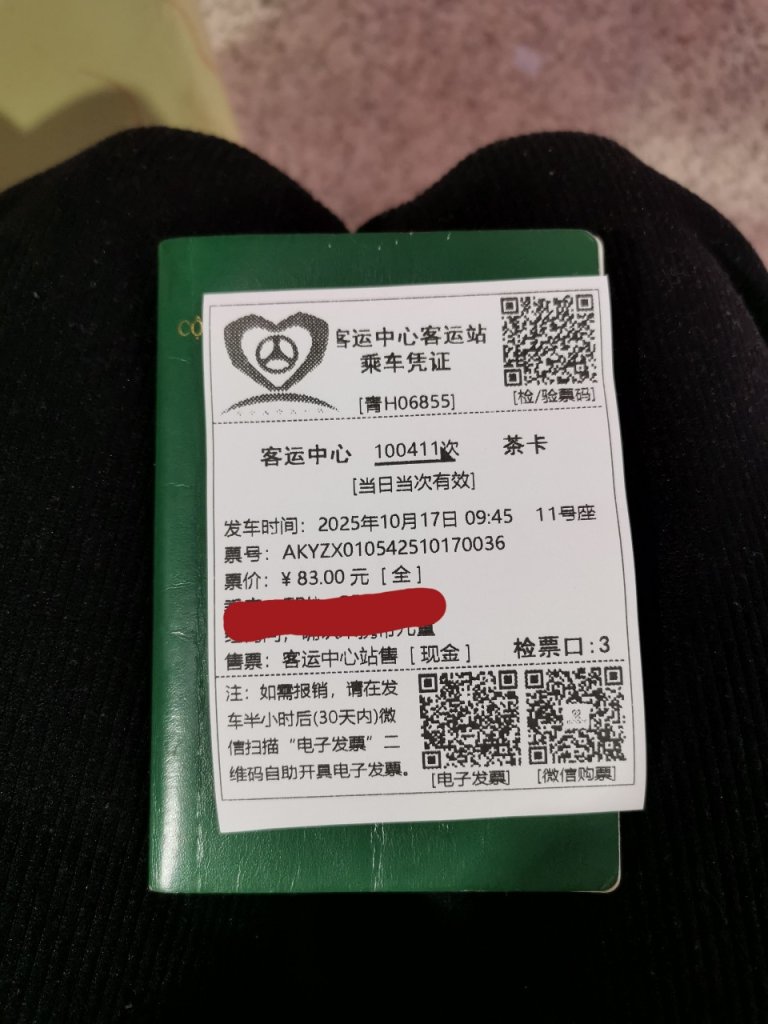 CỘ
客运中心客运站
乘车凭证
[青H06855]
[检/验票码]
客运中心 100411次 茶卡
[当日当次有效]
发车时间: 2025年10月17日 09:45 11号座
票号: AKYZX010542510170036
票价: ¥ 83.00 元 [ 全 ]
售票: 客运中心站售 [ 现金 ] 检票口:3
注: 如需报销, 请在发
车半小时后(30天内)微
信扫描“电子发票”二
维码自助开具电子发票。
[电子发票] [微信购票]